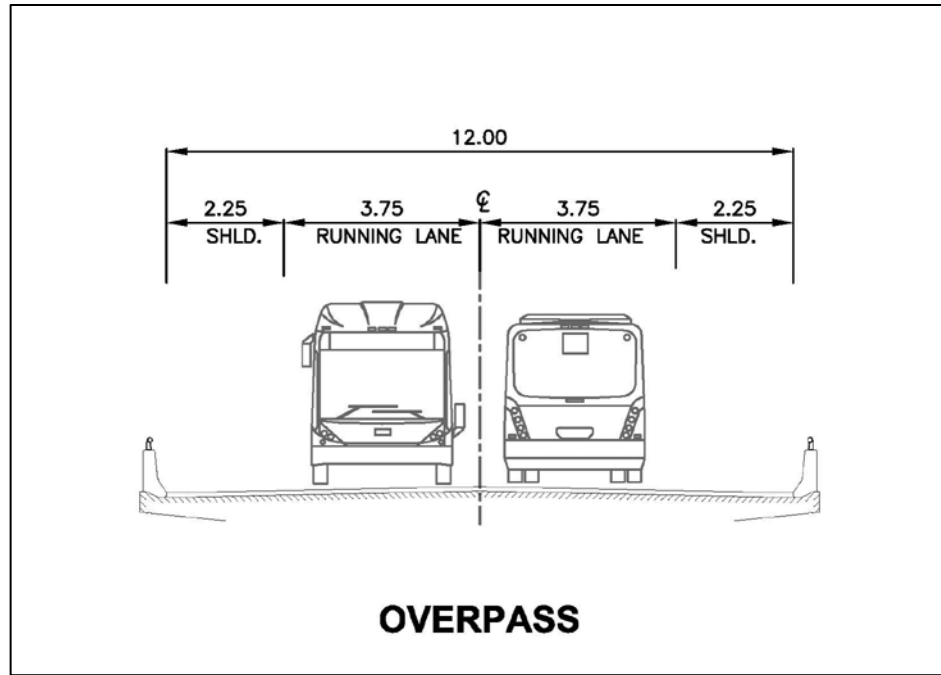 12.00
2.25 3.75 ℄ 3.75 2.25
SHLD. RUNNING LANE RUNNING LANE SHLD.
OVERPASS